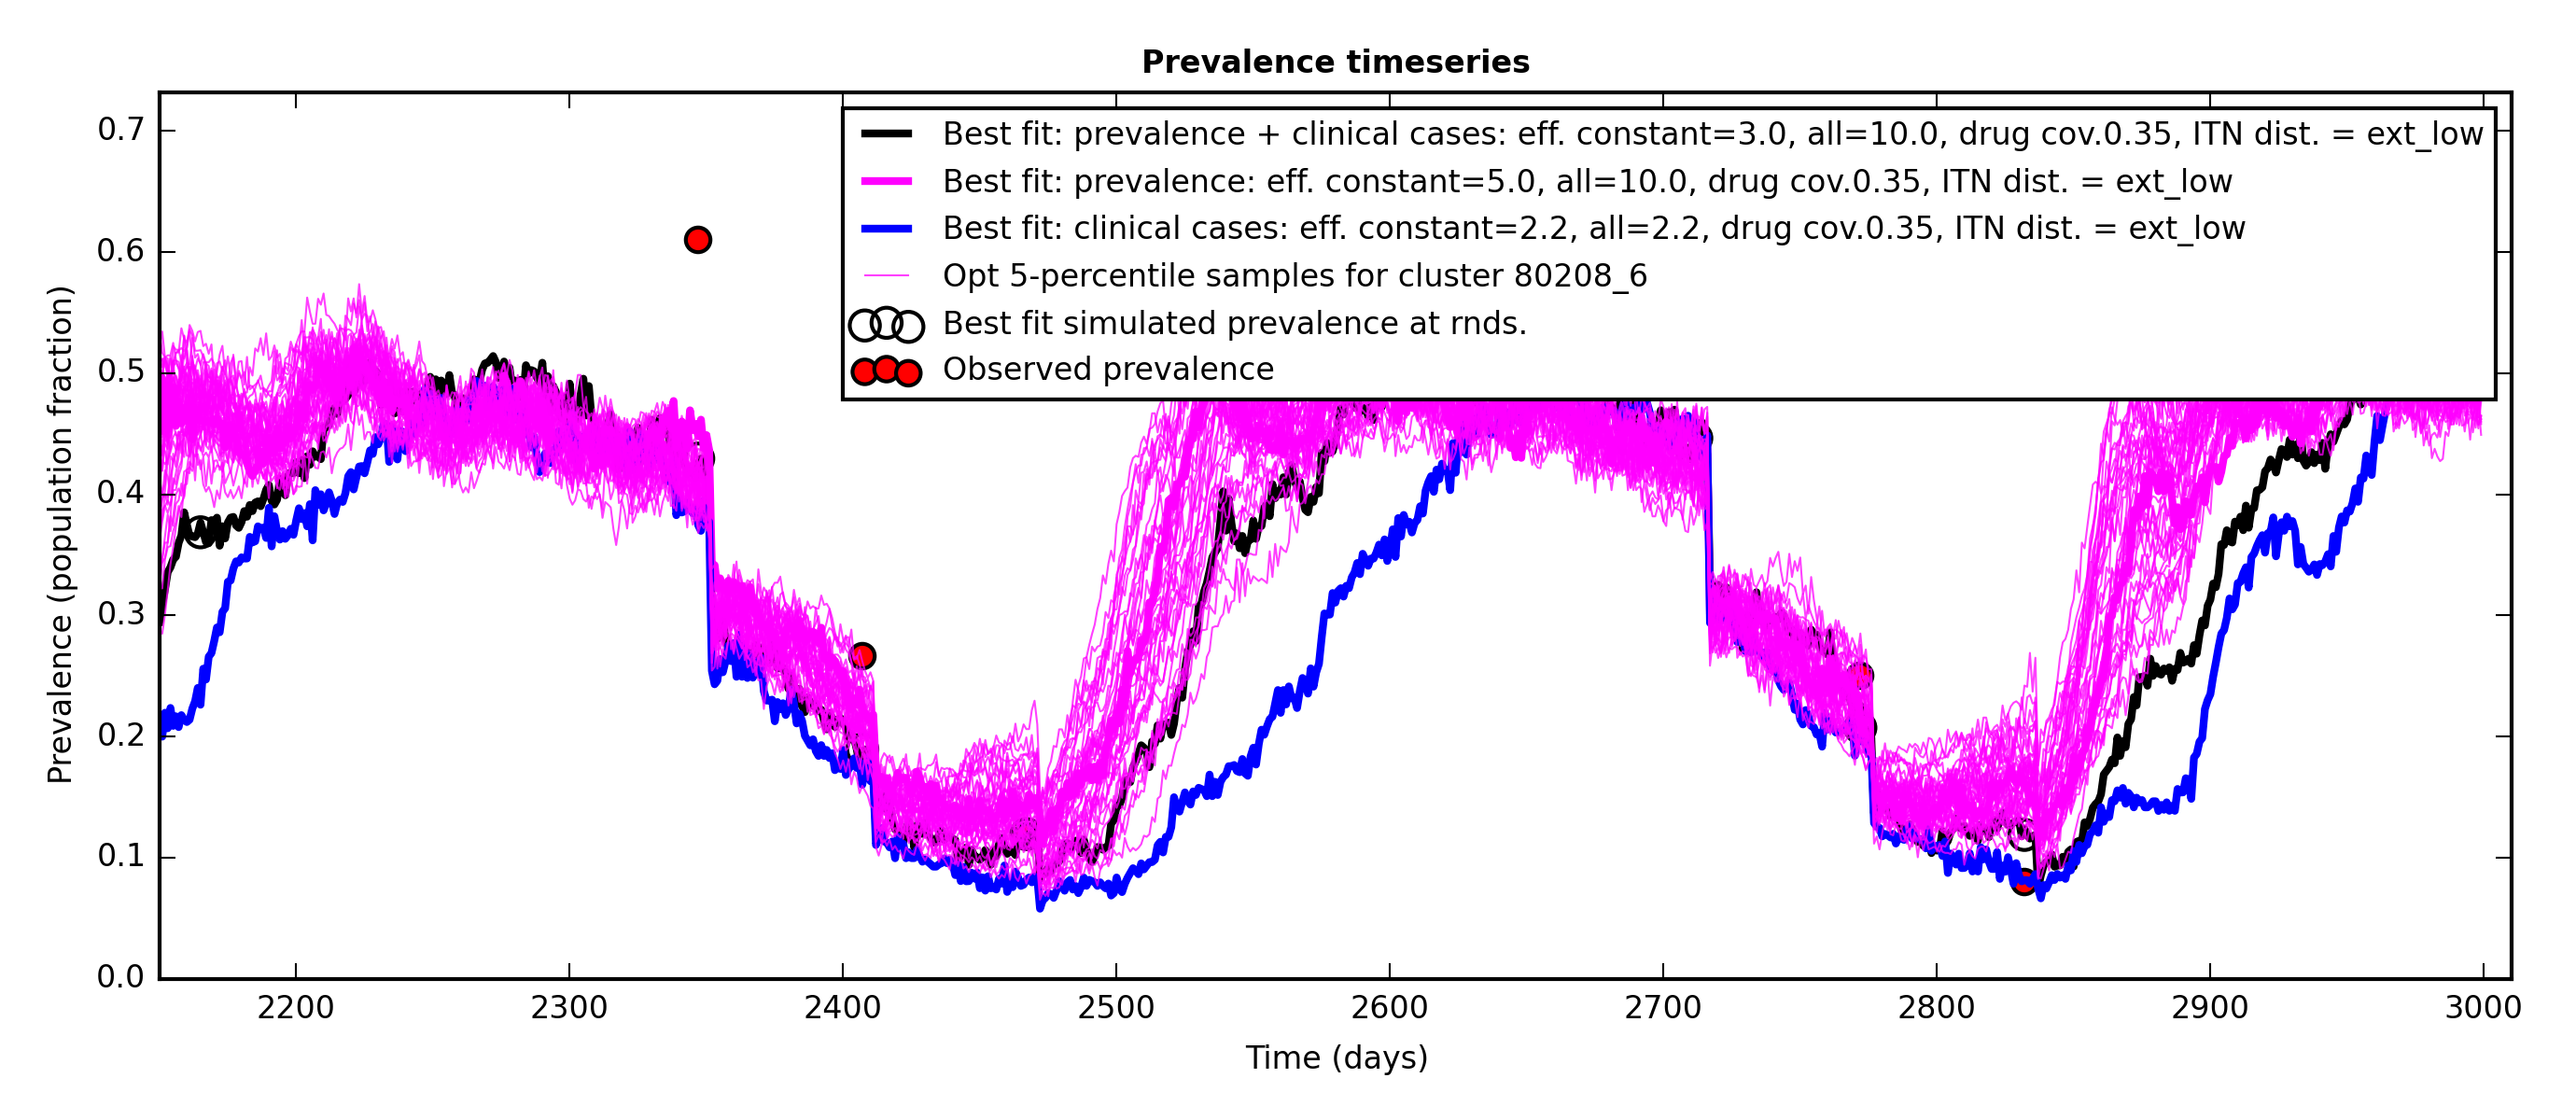 Prevalence timeseries
Best fit: prevalence + clinical cases: eff. constant=3.0, all=10.0, drug cov.0.35, ITN dist. = ext_low
Best fit: prevalence: eff. constant=5.0, all=10.0, drug cov.0.35, ITN dist. = ext_low
Best fit: clinical cases: eff. constant=2.2, all=2.2, drug cov.0.35, ITN dist. = ext_low
Opt 5-percentile samples for cluster 80208_6
Best fit simulated prevalence at rnds.
Observed prevalence
Prevalence (population fraction)
0.7
0.6
0.5
0.4
0.3
0.2
0.1
0.0
2200 2300 2400 2500 2600 2700 2800 2900 3000
Time (days)